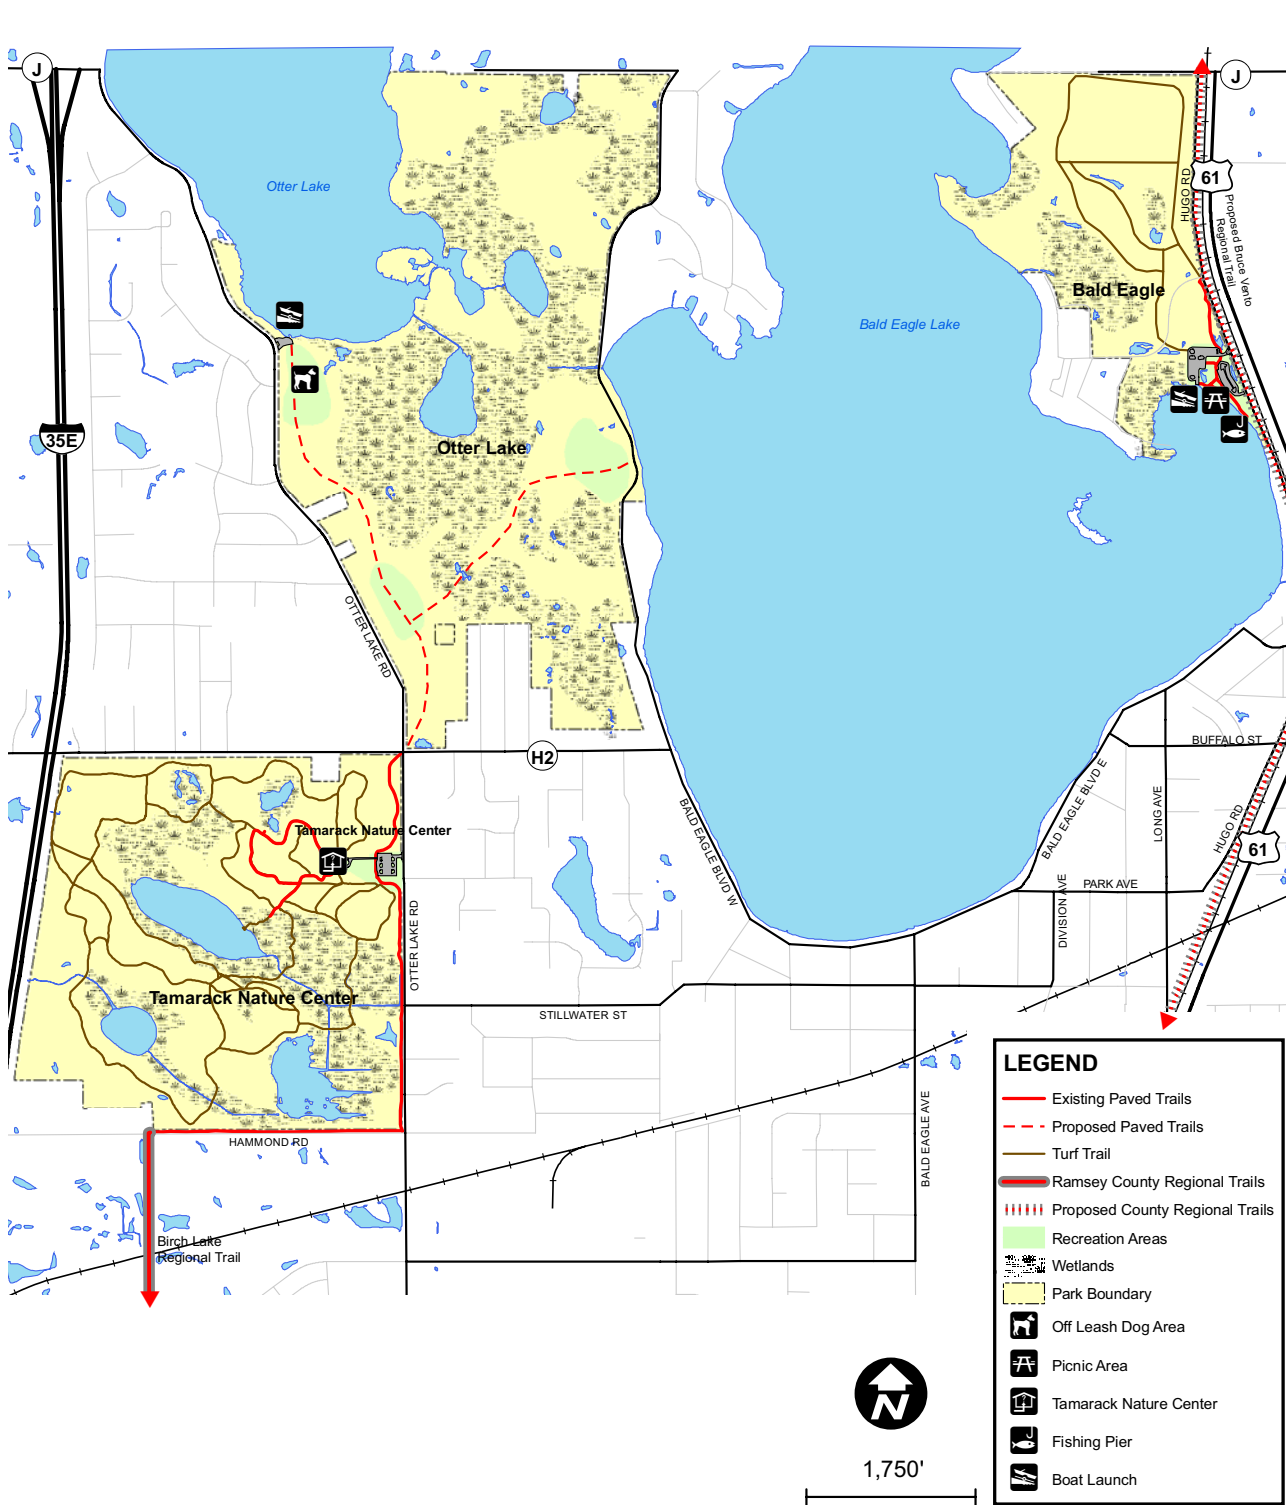 J
J
Otter Lake
61
HUGO RD
Proposed Bruce Vento
Regional Trail
Bald Eagle
Bald Eagle Lake
35E
Otter Lake
OTTER LAKE RD
H2
BUFFALO ST
BALD EAGLE BLVD W
BALD EAGLE BLVD E
LONG AVE
HUGO RD
61
Tamarack Nature Center
PARK AVE
DIVISION AVE
OTTER LAKE RD
Tamarack Nature Center
STILLWATER ST
HAMMOND RD
BALD EAGLE AVE
Birch Lake
Regional Trail
LEGEND
Existing Paved Trails
Proposed Paved Trails
Turf Trail
Ramsey County Regional Trails
Proposed County Regional Trails
Recreation Areas
Wetlands
Park Boundary
Off Leash Dog Area
Picnic Area
Tamarack Nature Center
Fishing Pier
Boat Launch
N
1,750'